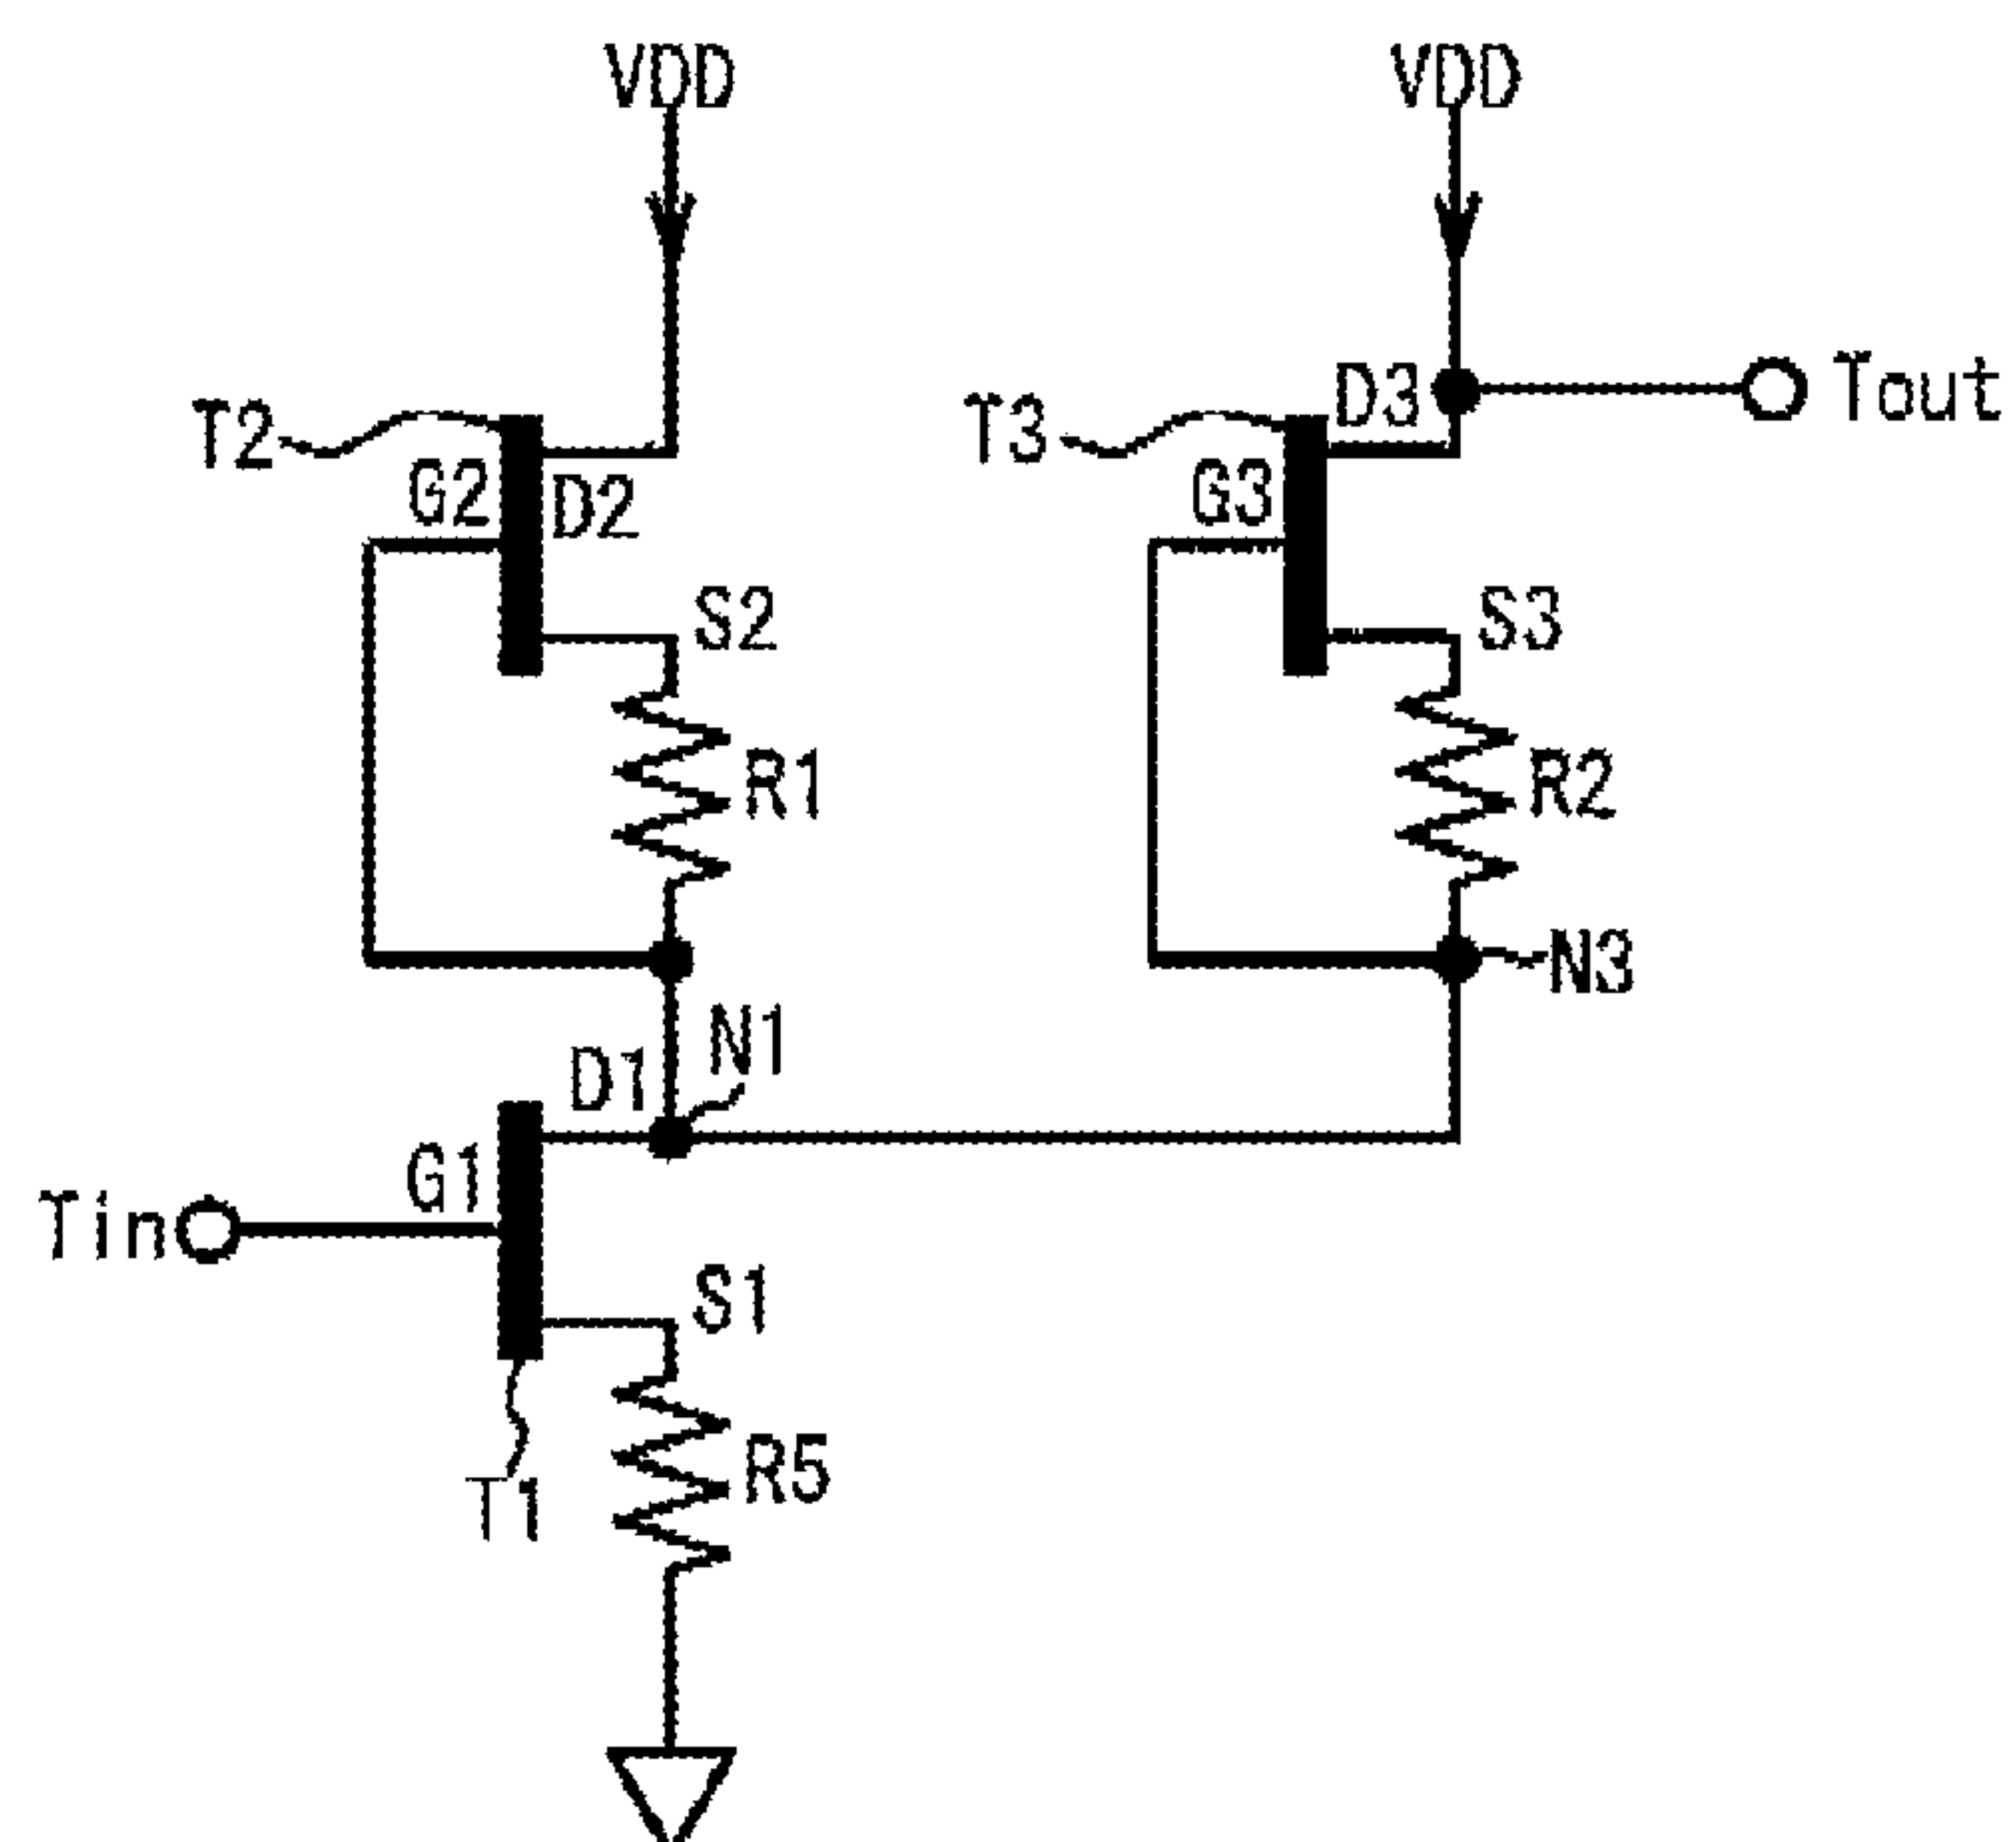 VDD VDD
T2 G2 D2 T3 G3 D3 Tout
S2 S3
R1 R2
N3
N1
D1
G1
Tin
S1
R5
T1